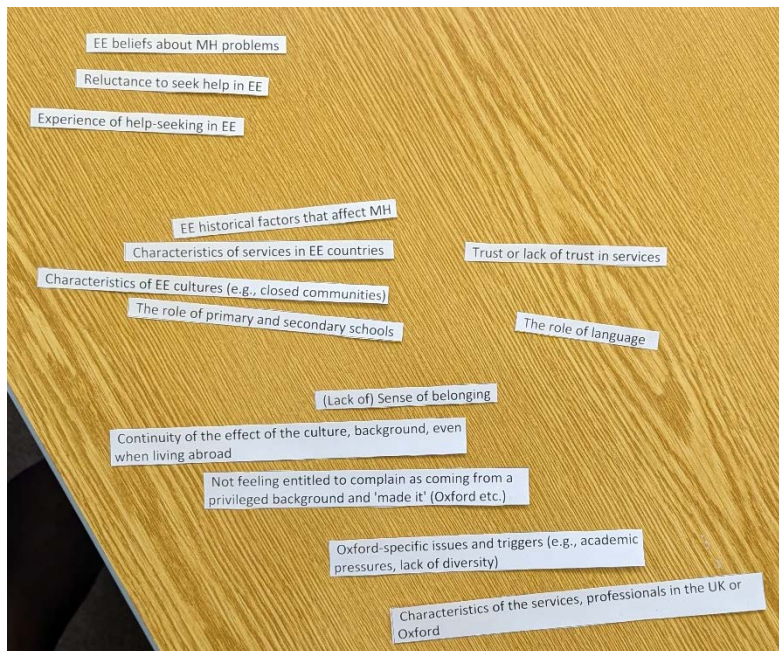 EE beliefs about MH problems
Reluctance to seek help in EE
Experience of help-seeking in EE
EE historical factors that affect MH
Characteristics of services in EE countries
Trust or lack of trust in services
Characteristics of EE cultures (e.g., closed communities)
The role of primary and secondary schools
The role of language
(Lack of) Sense of belonging
Continuity of the effect of the culture, background, even
when living abroad
Not feeling entitled to complain as coming from a
privileged background and 'made it' (Oxford etc.)
Oxford-specific issues and triggers (e.g., academic
pressures, lack of diversity)
Characteristics of the services, professionals in the UK or
Oxford